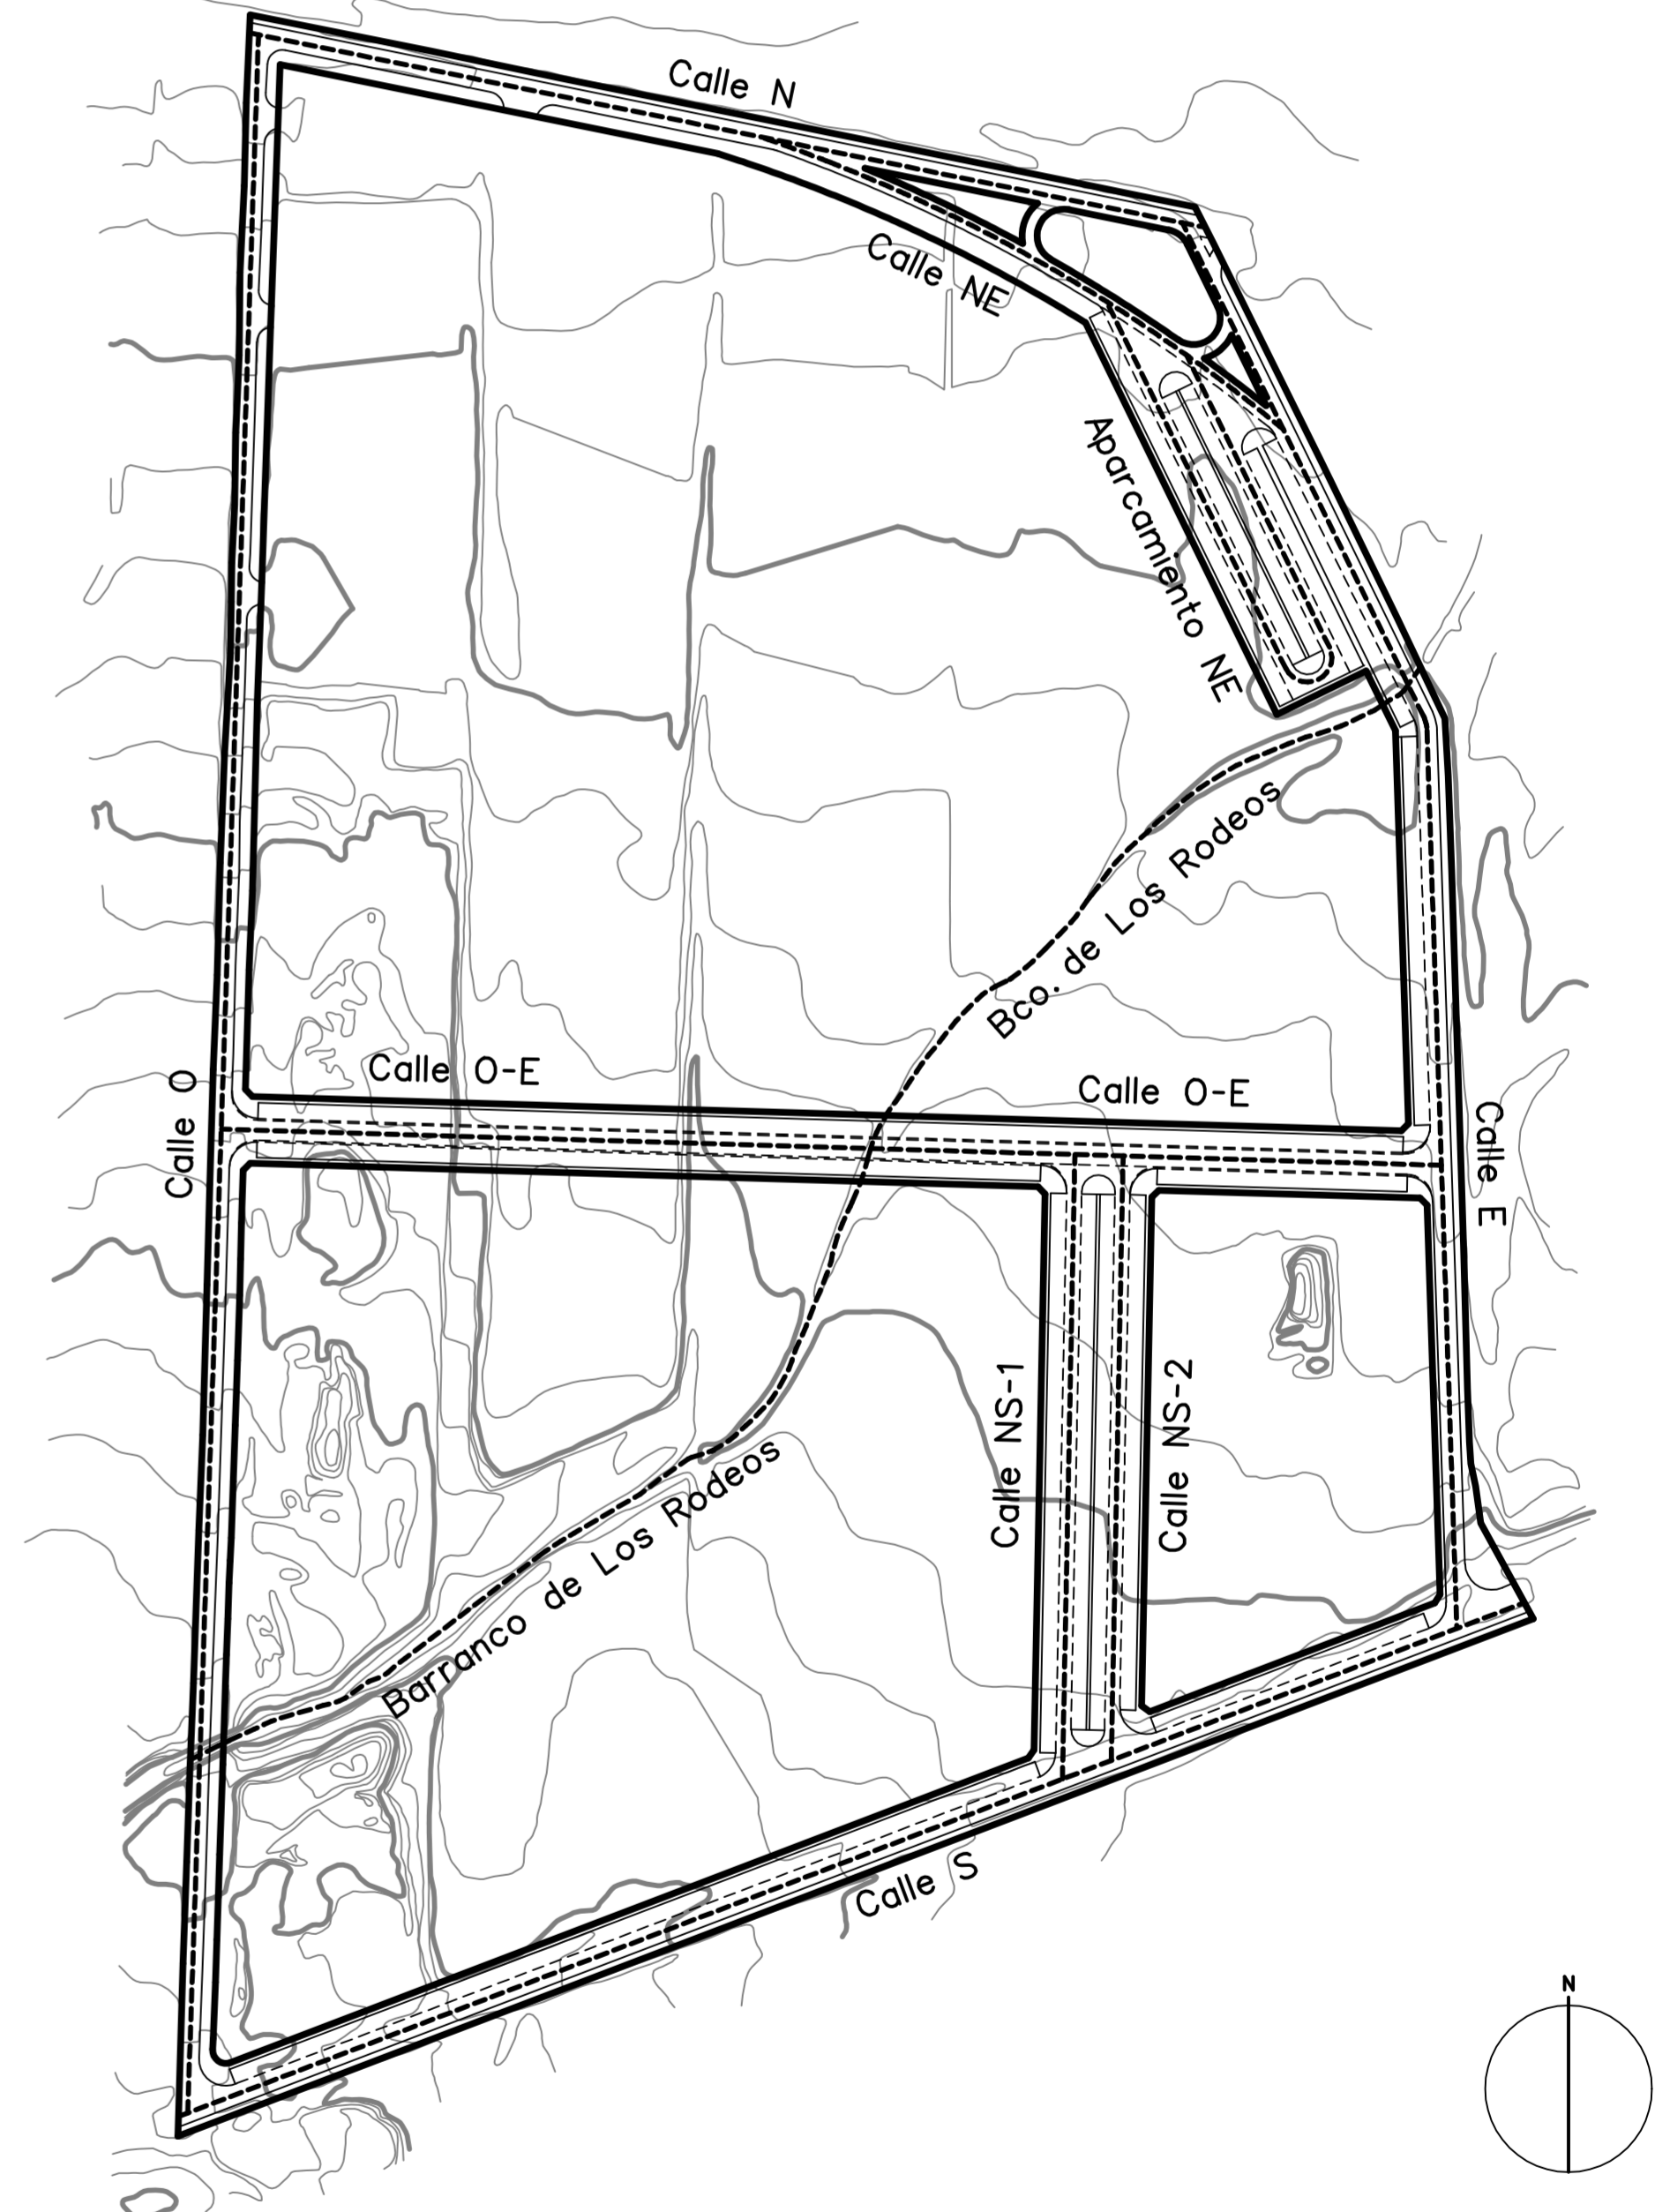 Calle N
Calle NE
Aparcamiento NE
Bco. de Los Rodeos
Calle O-E
Calle O-E
Calle O
Calle E
Calle NS-1
Calle NS-2
Barranco de Los Rodeos
Calle S
N